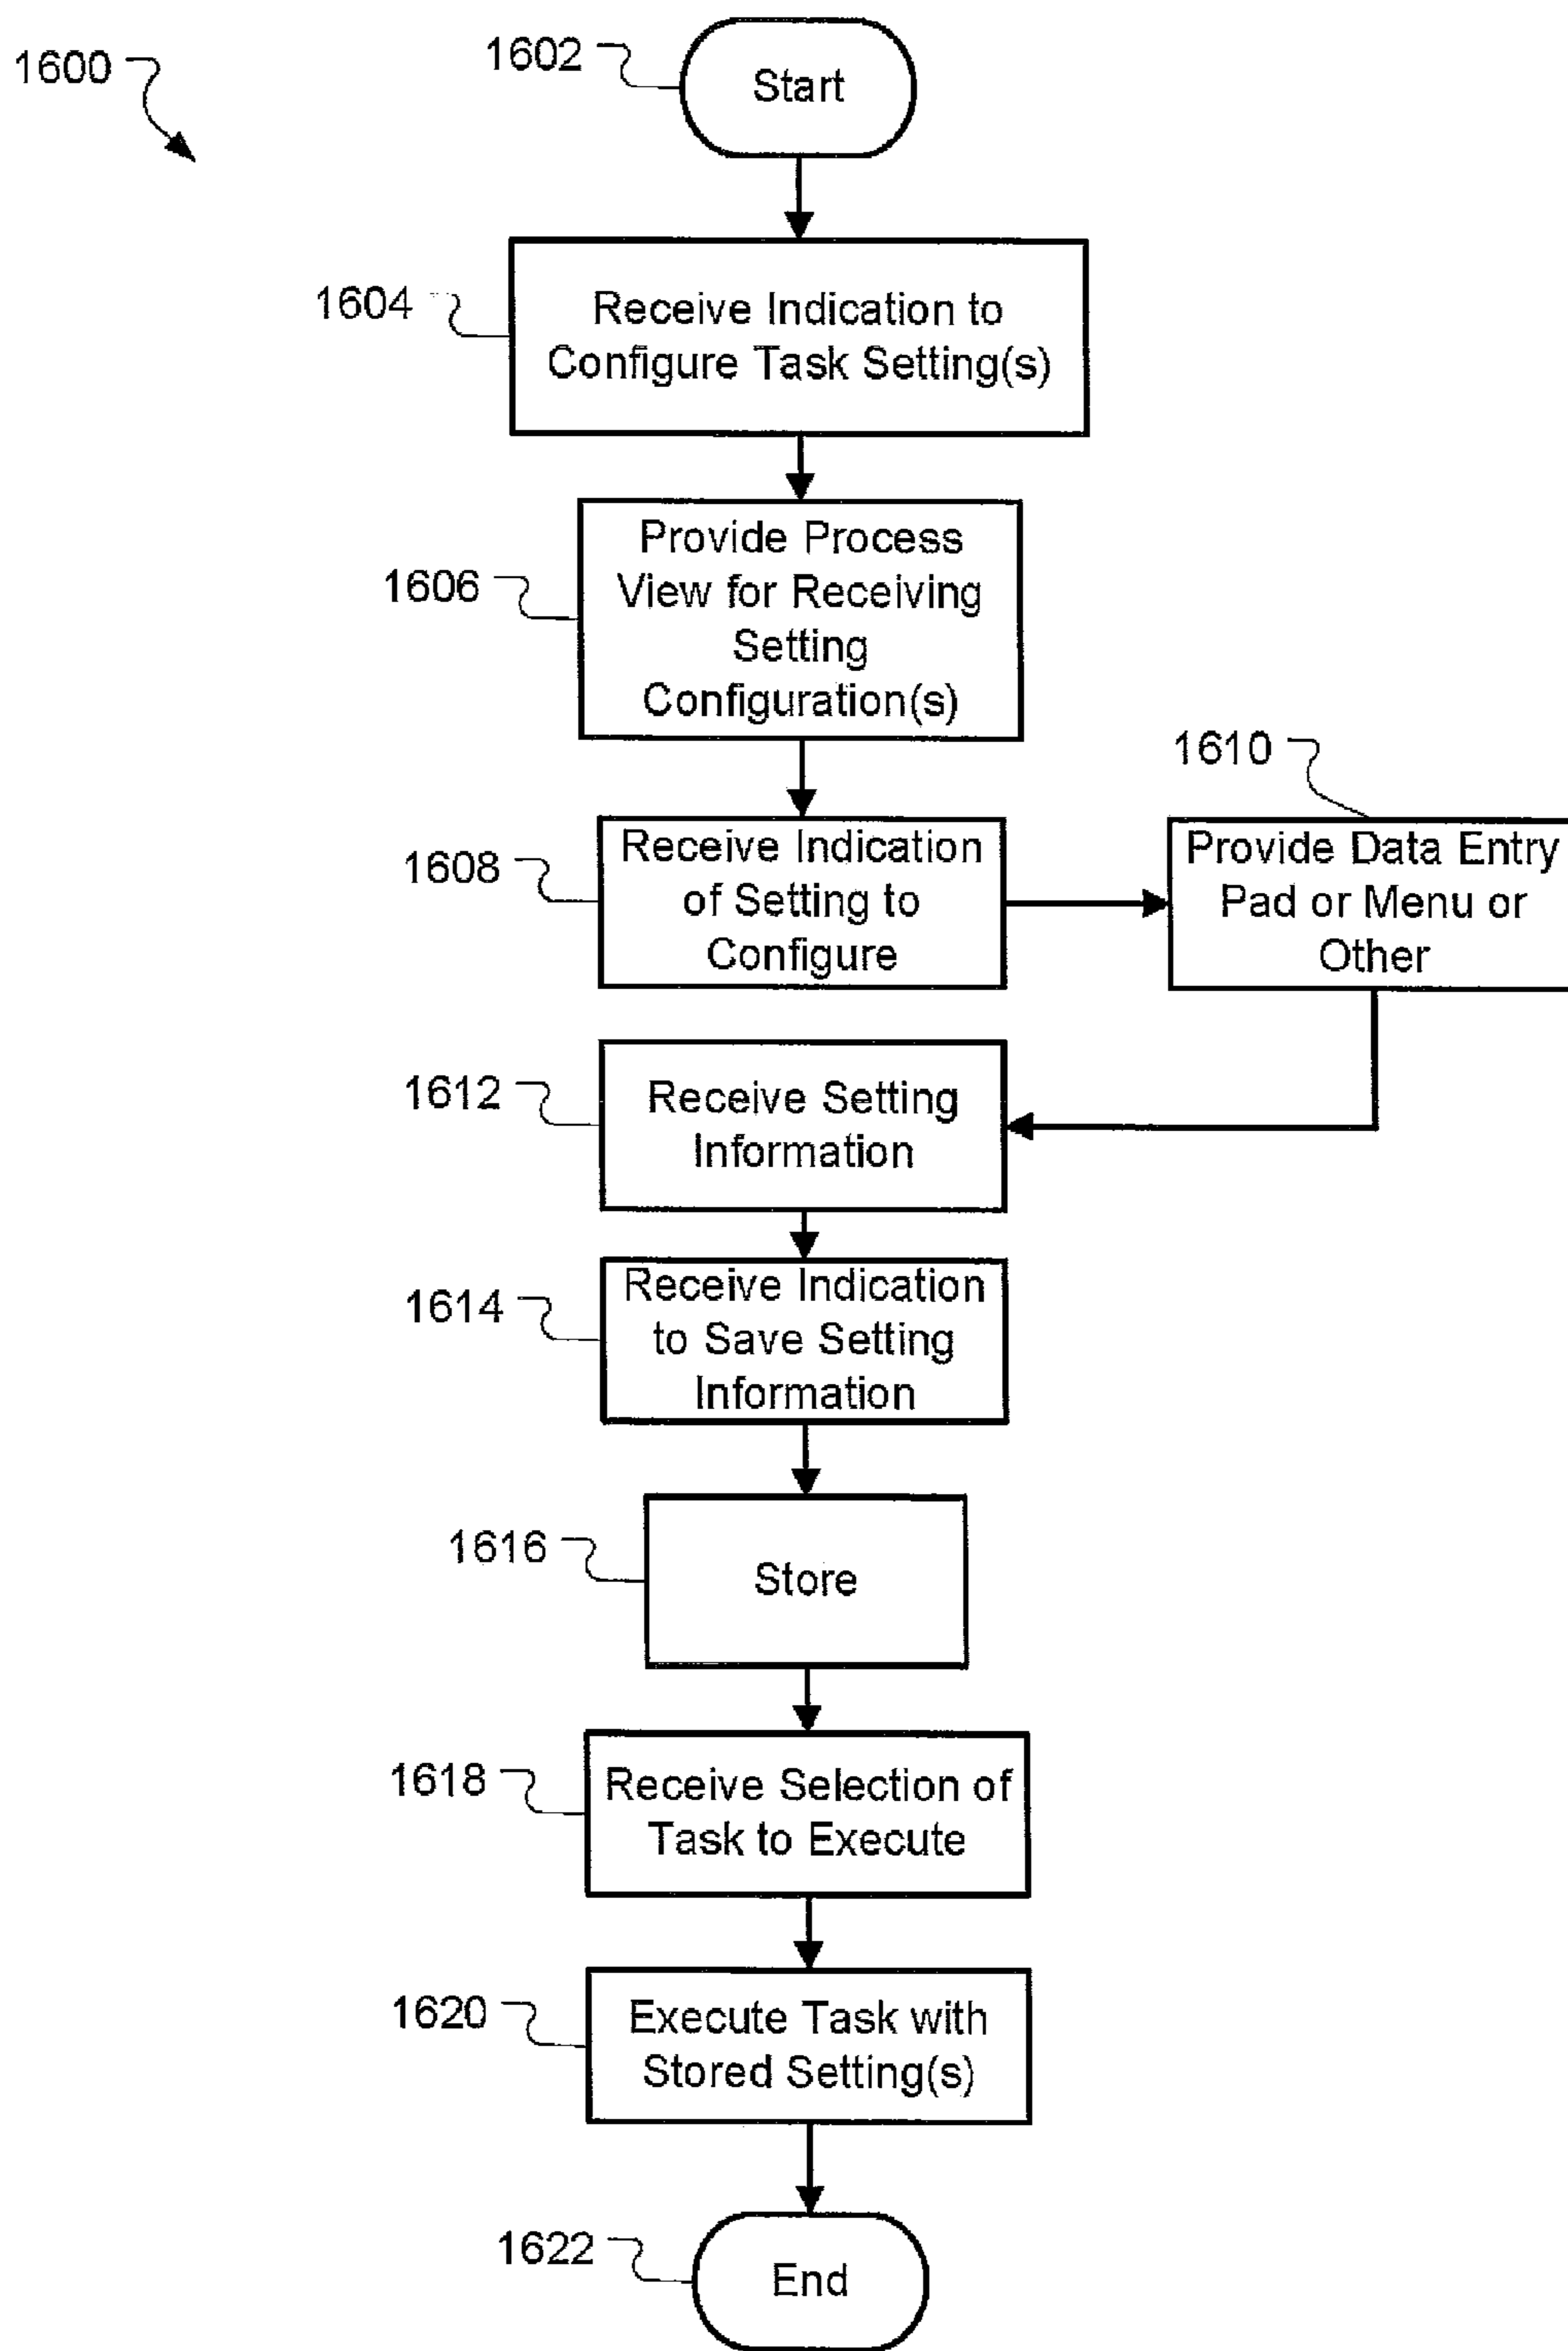 1600
1602
Start
1604
Receive Indication to
Configure Task Setting(s)
1606
Provide Process
View for Receiving
Setting
Configuration(s)
1608
Receive Indication
of Setting to
Configure
1610
Provide Data Entry
Pad or Menu or
Other
1612
Receive Setting
Information
1614
Receive Indication
to Save Setting
Information
1616
Store
1618
Receive Selection of
Task to Execute
1620
Execute Task with
Stored Setting(s)
1622
End